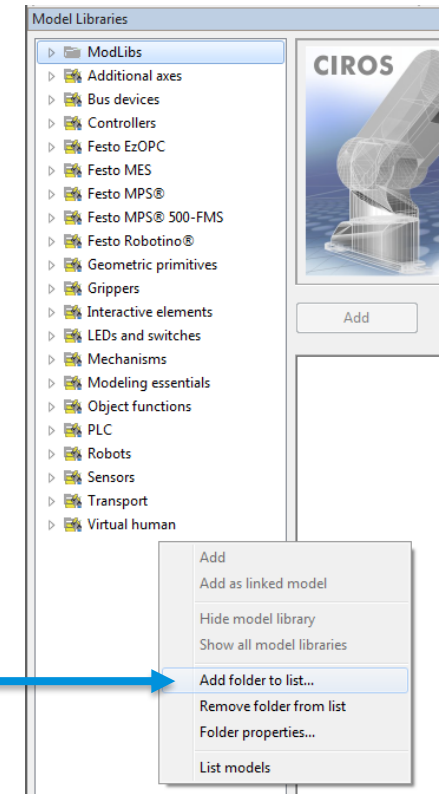 Model Libraries
ModLibs
Additional axes
Bus devices
Controllers
Festo EzOPC
Festo MES
Festo MPS®
Festo MPS® 500-FMS
Festo Robotino®
Geometric primitives
Grippers
Interactive elements
LEDs and switches
Mechanisms
Modeling essentials
Object functions
PLC
Robots
Sensors
Transport
Virtual human
CIROS
Add
Add
Add as linked model
Hide model library
Show all model libraries
Add folder to list...
Remove folder from list
Folder properties...
List models